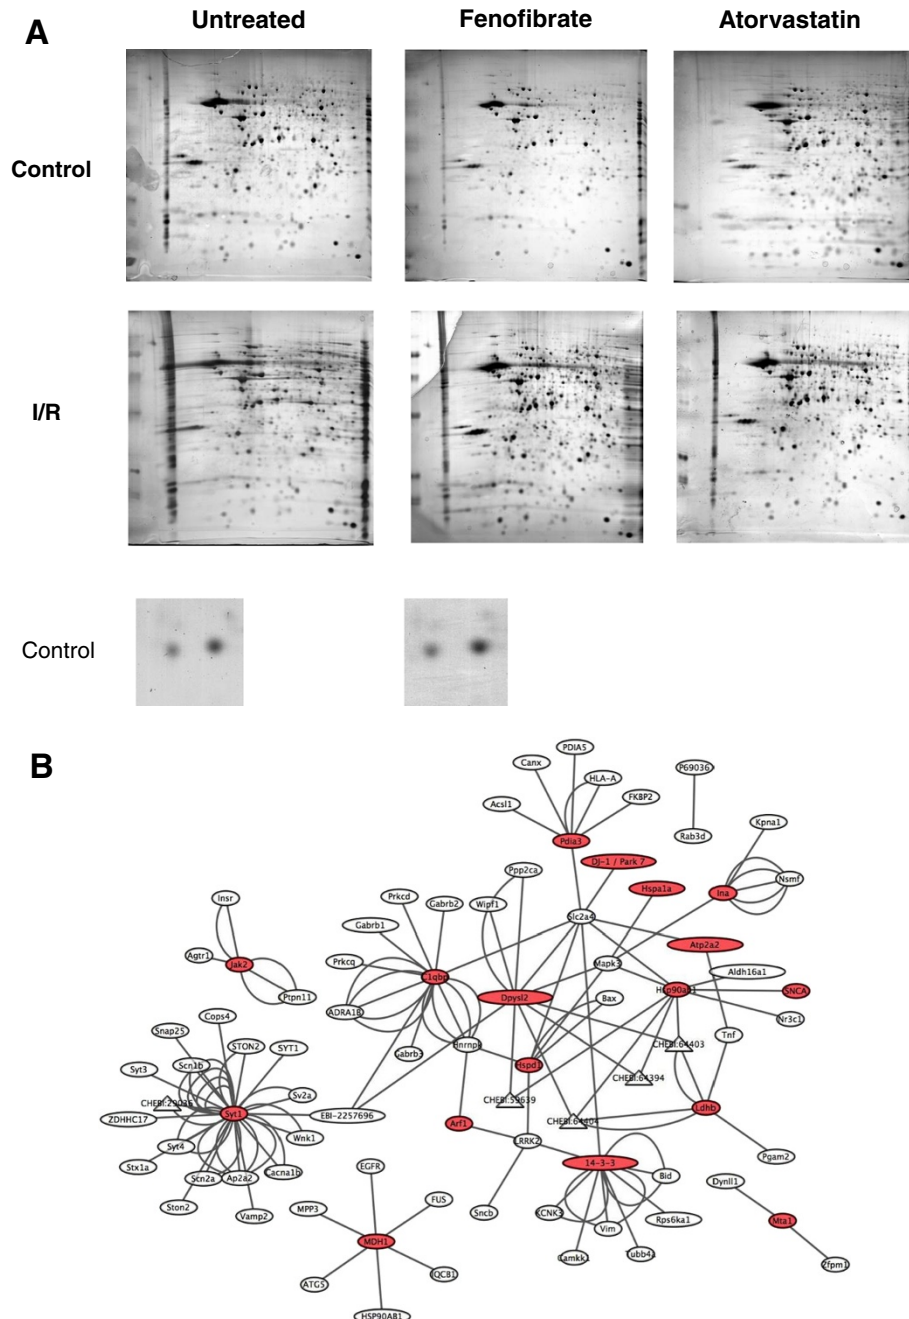 A
Untreated Fenofibrate Atorvastatin
Control
I/R
Control
B
PDIA5
Canx
HLA-A
P69036
Acsl1
FKBP2
Kpna1
Rab3d
Pdia3
DJ-1 / Park 7
Ppp2ca
Nsmf
Hspa1a
Ina
Insr
Prkcd
Gabrb2
Wipf1
Slc2a4
Gabrb1
Atp2a2
Agtr1
Jak2
Prkcq
Mapk3
Aldh16a1
C1qbp
SNCA
Ptpn11
Dpysl2
Bax
ADRA1B
Nr3c1
Cops4
Snap25
STON2
SYT1
Gabrb3
Hnrnpk
Tnf
CHEBI:64403
Syt3
Scn1b
Hspd1
CHEBI:64394
Sv2a
CHEBI:29036
CHEBI:59639
Ldhb
ZDHHC17
Syt1
EBI-2257696
Arf1
CHEBI:64404
Wnk1
LRRK2
Syt4
Pgam2
Stx1a
14-3-3
EGFR
Bid
Scn2a
Ap2a2
Cacna1b
Dynll1
FUS
Ston2
MPP3
Sncb
KCNK3
Rps6ka1
Vamp2
Vim
Mta1
MDH1
Camkk1
Tubb4a
Zfpm1
IQCB1
ATG5
HSP90AB1